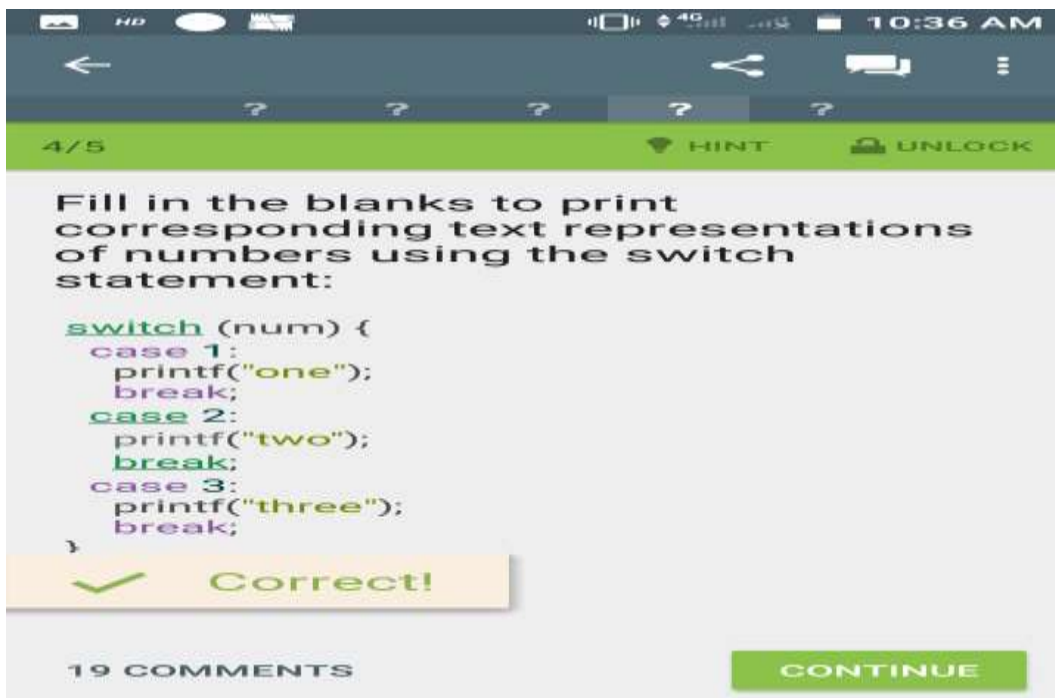 HD 4G 10:36 AM
? ? ? ? ?
4/5 HINT UNLOCK
Fill in the blanks to print
corresponding text representations
of numbers using the switch
statement:
switch (num) {
case 1:
printf("one");
break;
case 2:
printf("two");
break;
case 3:
printf("three");
break;
}
Correct!
19 COMMENTS CONTINUE